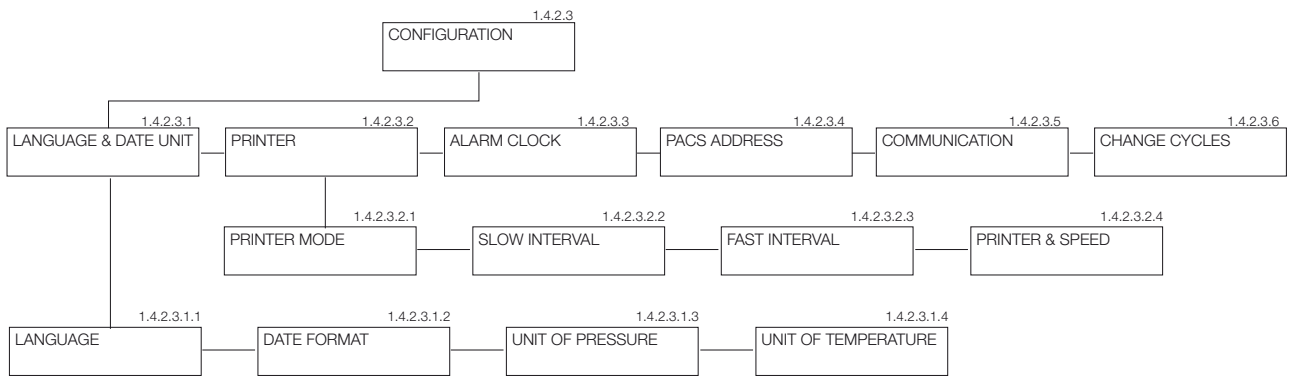 1.4.2.3
CONFIGURATION
1.4.2.3.1
LANGUAGE & DATE UNIT
1.4.2.3.2
PRINTER
1.4.2.3.3
ALARM CLOCK
1.4.2.3.4
PACS ADDRESS
1.4.2.3.5
COMMUNICATION
1.4.2.3.6
CHANGE CYCLES
1.4.2.3.2.1
PRINTER MODE
1.4.2.3.2.2
SLOW INTERVAL
1.4.2.3.2.3
FAST INTERVAL
1.4.2.3.2.4
PRINTER & SPEED
1.4.2.3.1.1
LANGUAGE
1.4.2.3.1.2
DATE FORMAT
1.4.2.3.1.3
UNIT OF PRESSURE
1.4.2.3.1.4
UNIT OF TEMPERATURE